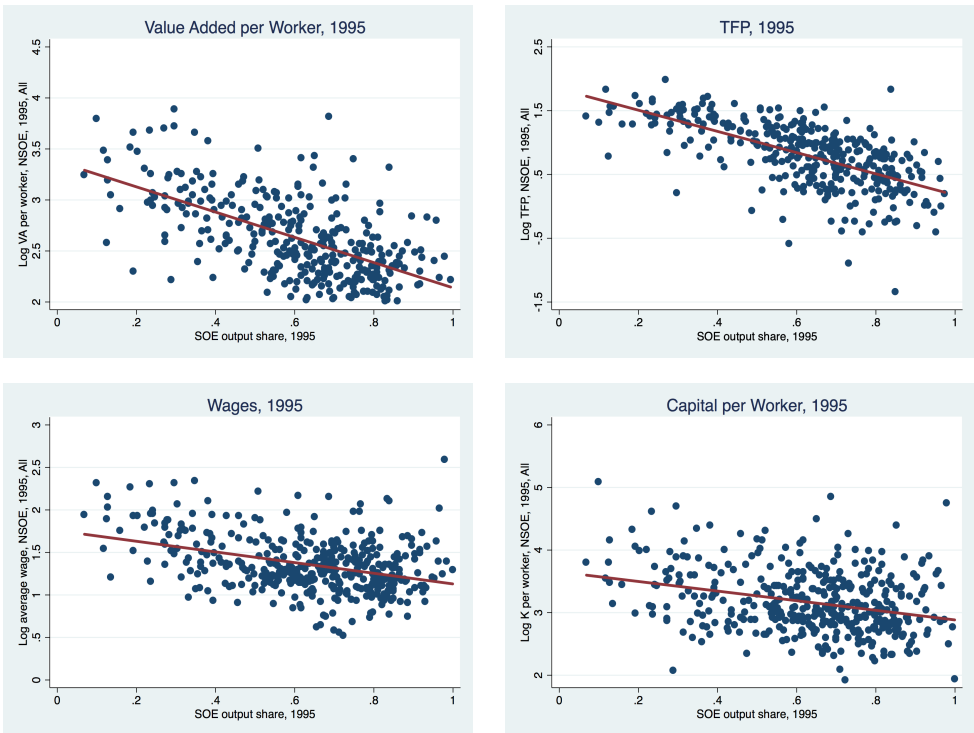 Value Added per Worker, 1995
Log VA per worker, NSOE, 1995, All
4.5
4
3.5
3
2.5
2
0 .2 .4 .6 .8 1
SOE output share, 1995
TFP, 1995
Log TFP, NSOE, 1995, All
2.5
1.5
.5
-.5
-1.5
0 .2 .4 .6 .8 1
SOE output share, 1995
Wages, 1995
Log average wage, NSOE, 1995, All
3
2.5
2
1.5
1
.5
0
0 .2 .4 .6 .8 1
SOE output share, 1995
Capital per Worker, 1995
Log K per worker, NSOE, 1995, All
6
5
4
3
2
0 .2 .4 .6 .8 1
SOE output share, 1995